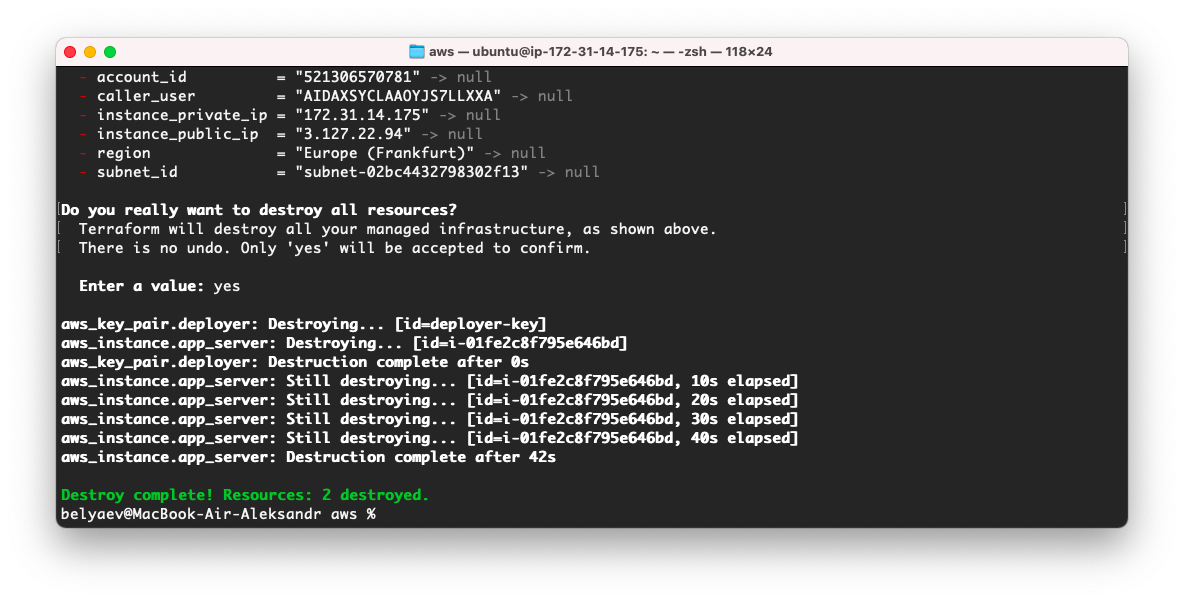 aws — ubuntu@ip-172-31-14-175: ~ — -zsh — 118×24
- account_id          = "521306570781" -> null
- caller_user         = "AIDAXSYCLAAOYJS7LLXXA" -> null
- instance_private_ip = "172.31.14.175" -> null
- instance_public_ip  = "3.127.22.94" -> null
- region              = "Europe (Frankfurt)" -> null
- subnet_id           = "subnet-02bc4432798302f13" -> null
Do you really want to destroy all resources?
Terraform will destroy all your managed infrastructure, as shown above.
There is no undo. Only 'yes' will be accepted to confirm.
Enter a value: yes
aws_key_pair.deployer: Destroying... [id=deployer-key]
aws_instance.app_server: Destroying... [id=i-01fe2c8f795e646bd]
aws_key_pair.deployer: Destruction complete after 0s
aws_instance.app_server: Still destroying... [id=i-01fe2c8f795e646bd, 10s elapsed]
aws_instance.app_server: Still destroying... [id=i-01fe2c8f795e646bd, 20s elapsed]
aws_instance.app_server: Still destroying... [id=i-01fe2c8f795e646bd, 30s elapsed]
aws_instance.app_server: Still destroying... [id=i-01fe2c8f795e646bd, 40s elapsed]
aws_instance.app_server: Destruction complete after 42s
Destroy complete! Resources: 2 destroyed.
belyaev@MacBook-Air-Aleksandr aws %